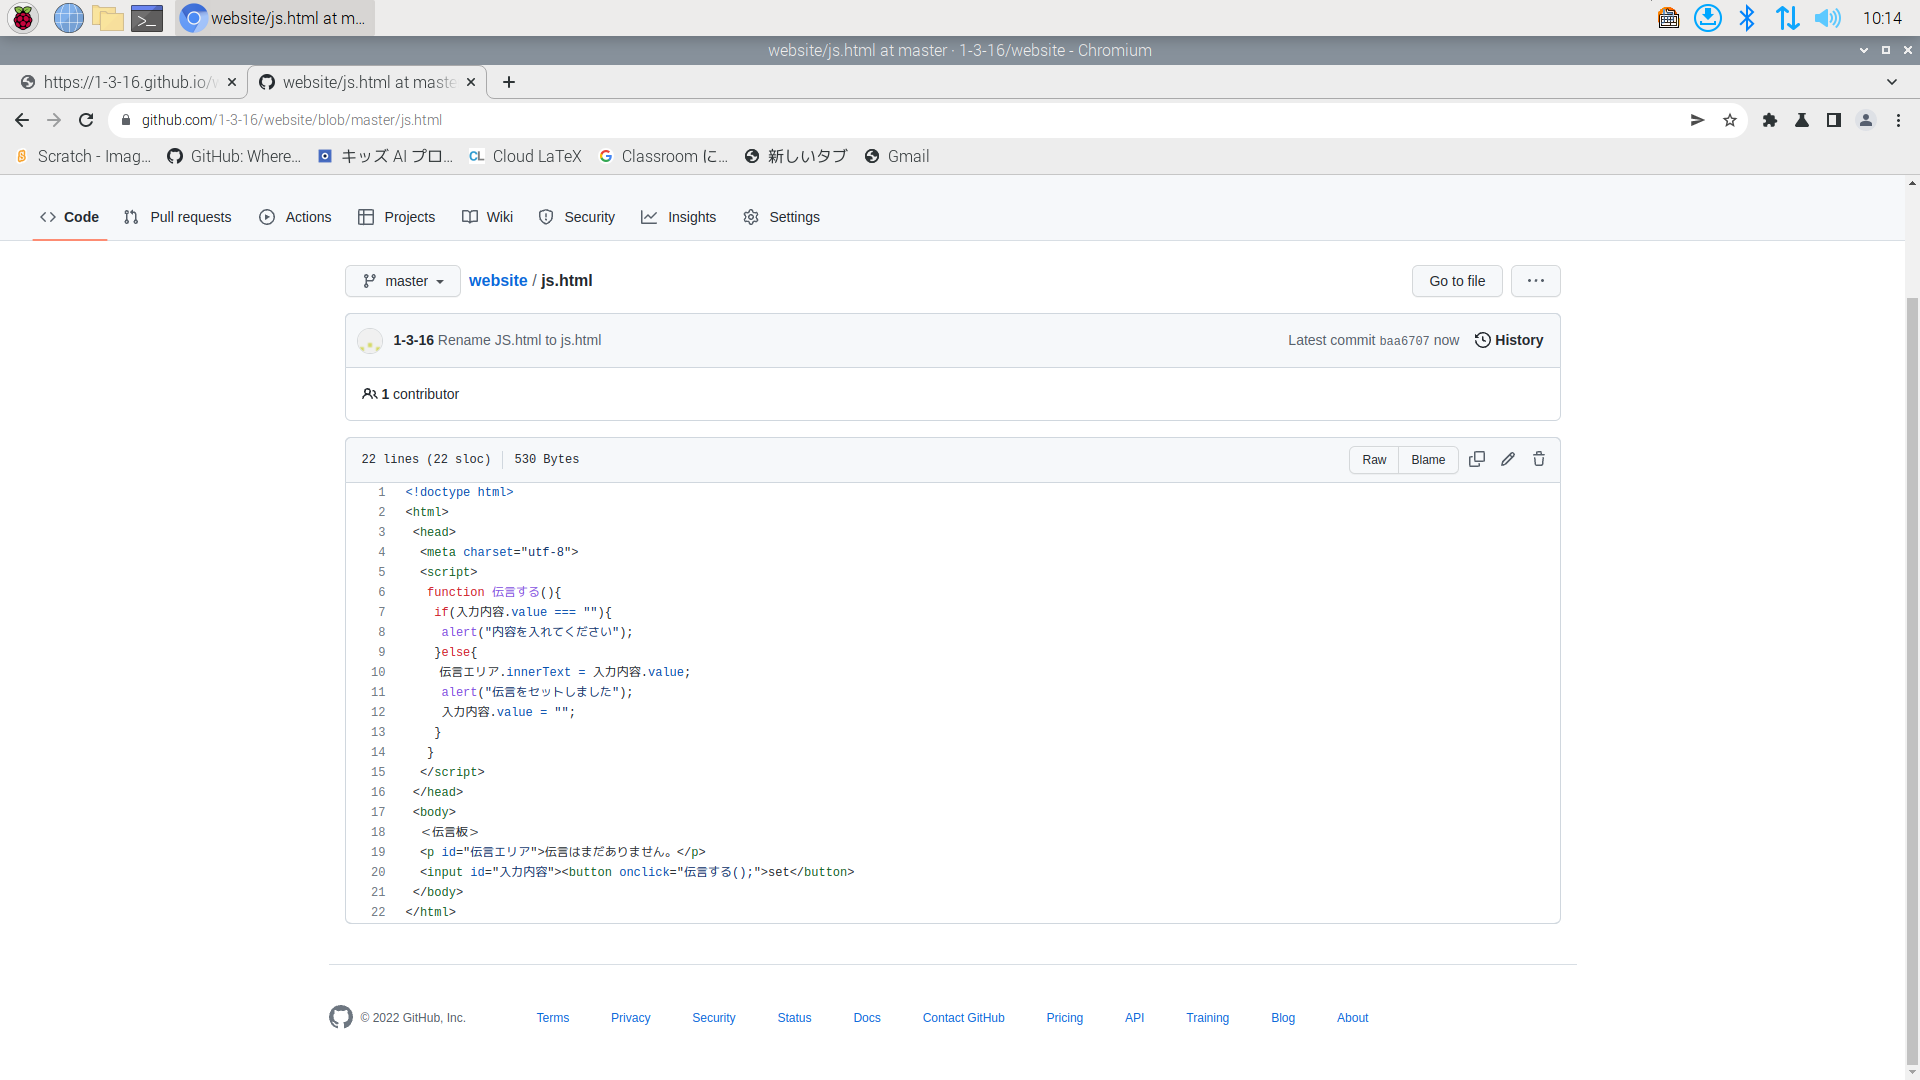 website/js.html at m...
10:14
website/js.html at master · 1-3-16/website - Chromium
https://1-3-16.github.io/w
website/js.html at maste
github.com/1-3-16/website/blob/master/js.html
Scratch - Imag...
GitHub: Where...
キッズ AI プロ...
CL Cloud LaTeX
G Classroom に...
新しいタブ
Gmail
Code
Pull requests
Actions
Projects
Wiki
Security
Insights
Settings
master
website / js.html
Go to file
1-3-16 Rename JS.html to js.html
Latest commit baa6707 now
History
1 contributor
22 lines (22 sloc)
530 Bytes
Raw
Blame
1 <!doctype html>
2 <html>
3 <head>
4 <meta charset="utf-8">
5 <script>
6 function 伝言する(){
7 if(入力内容.value === ""){
8 alert("内容を入れてください");
9 }else{
10 伝言エリア.innerText = 入力内容.value;
11 alert("伝言をセットしました");
12 入力内容.value = "";
13 }
14 }
15 </script>
16 </head>
17 <body>
18 ＜伝言板＞
19 <p id="伝言エリア">伝言はまだありません。</p>
20 <input id="入力内容"><button onclick="伝言する();">set</button>
21 </body>
22 </html>
© 2022 GitHub, Inc.
Terms
Privacy
Security
Status
Docs
Contact GitHub
Pricing
API
Training
Blog
About